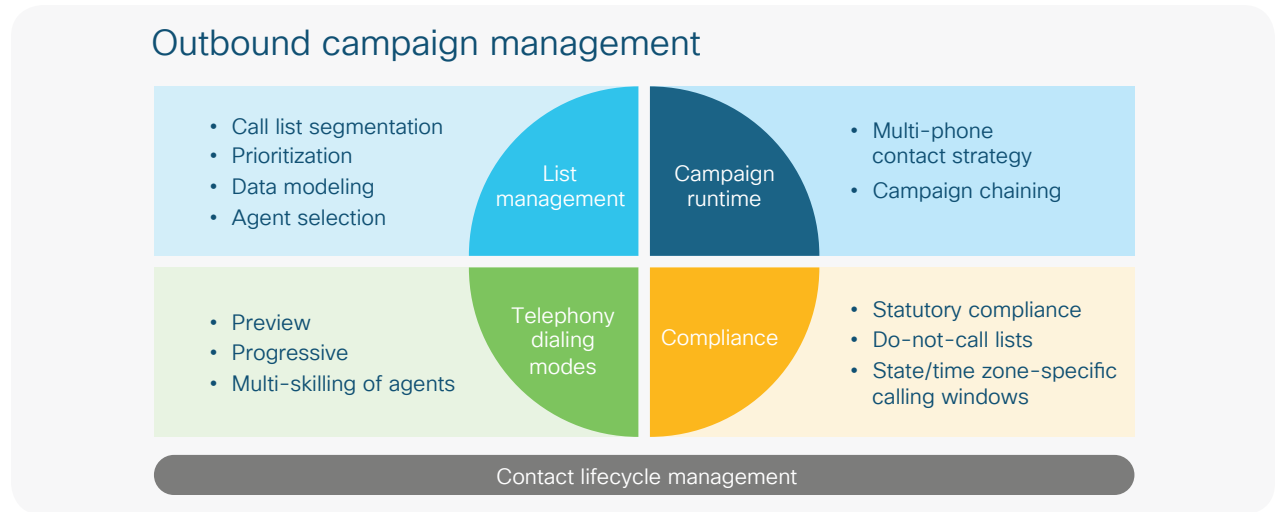 Outbound campaign management
• Call list segmentation
• Prioritization
• Data modeling
• Agent selection
List
management
Campaign
runtime
• Multi-phone
contact strategy
• Campaign chaining
• Preview
• Progressive
• Multi-skilling of agents
Telephony
dialing
modes
Compliance
• Statutory compliance
• Do-not-call lists
• State/time zone-specific
calling windows
Contact lifecycle management